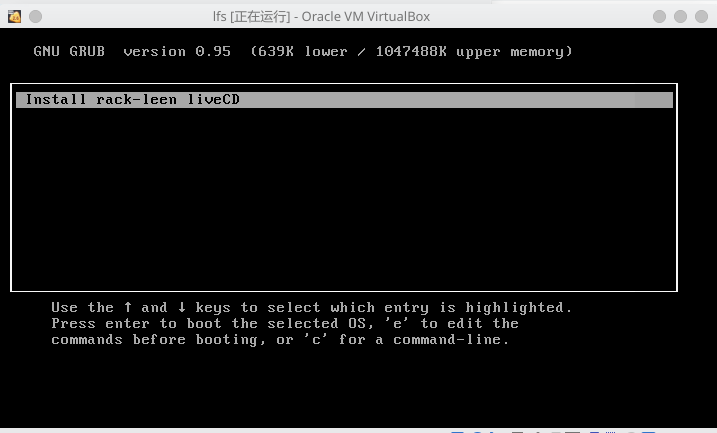 lfs [正在运行] - Oracle VM VirtualBox
GNU GRUB version 0.95 (639K lower / 1047488K upper memory)
Install rack-leen liveCD
Use the ↑ and ↓ keys to select which entry is highlighted.
Press enter to boot the selected OS, 'e' to edit the
commands before booting, or 'c' for a command-line.